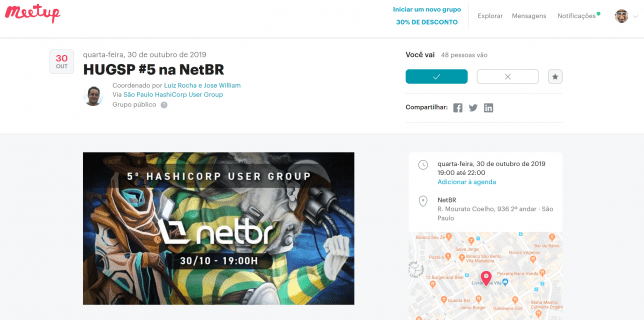 Meetup
Iniciar um novo grupo
30% DE DESCONTO
Explorar
Mensagens
Notificações
30
OUT
quarta-feira, 30 de outubro de 2019
HUGSP #5 na NetBR
Coordenado por Luiz Rocha e Jose William
Via São Paulo HashiCorp User Group
Grupo público
Você vai
48 pessoas vão
Compartilhar:
5ª HASHICORP USER GROUP
netbr
30/10 - 19:00H
quarta-feira, 30 de outubro de 2019
19:00 até 22:00
Adicionar à agenda
NetBR
R. Mourato Coelho, 936 2º andar · São
Paulo